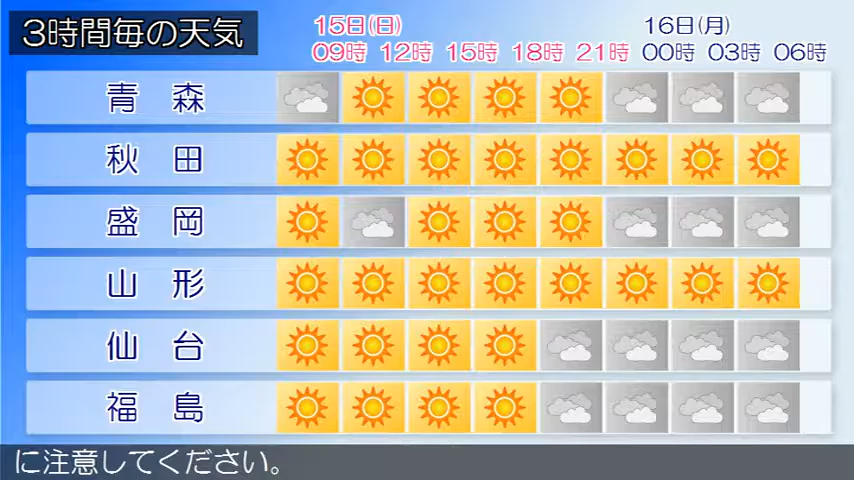 3時間毎の天気
15日(日) 16日(月)
09時 12時 15時 18時 21時 00時 03時 06時
青 森
秋 田
盛 岡
山 形
仙 台
福 島
に注意してください。